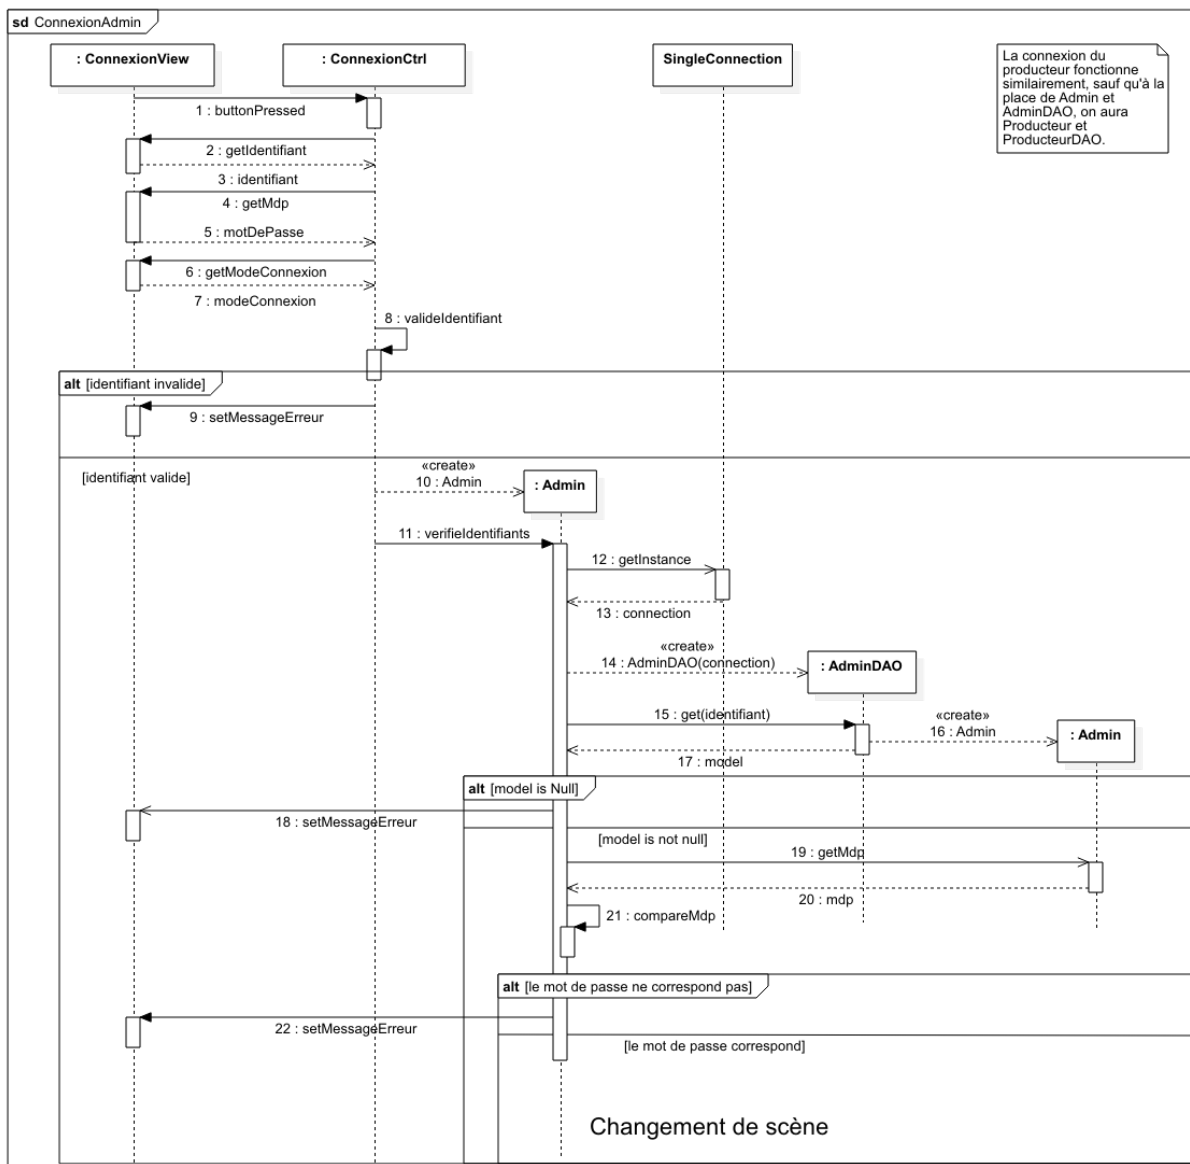 sd ConnexionAdmin
: ConnexionView
: ConnexionCtrl
SingleConnection
La connexion du
producteur fonctionne
similairement, sauf qu'à la
place de Admin et
AdminDAO, on aura
Producteur et
ProducteurDAO.
1 : buttonPressed
2 : getIdentifiant
3 : identifiant
4 : getMdp
5 : motDePasse
6 : getModeConnexion
7 : modeConnexion
8 : valideIdentifiant
alt [identifiant invalide]
9 : setMessageErreur
[identifiant valide]
«create»
10 : Admin
: Admin
11 : verifieIdentifiants
12 : getInstance
13 : connection
«create»
14 : AdminDAO(connection)
: AdminDAO
15 : get(identifiant)
«create»
16 : Admin
: Admin
17 : model
alt [model is Null]
18 : setMessageErreur
[model is not null]
19 : getMdp
20 : mdp
21 : compareMdp
alt [le mot de passe ne correspond pas]
22 : setMessageErreur
[le mot de passe correspond]
Changement de scène